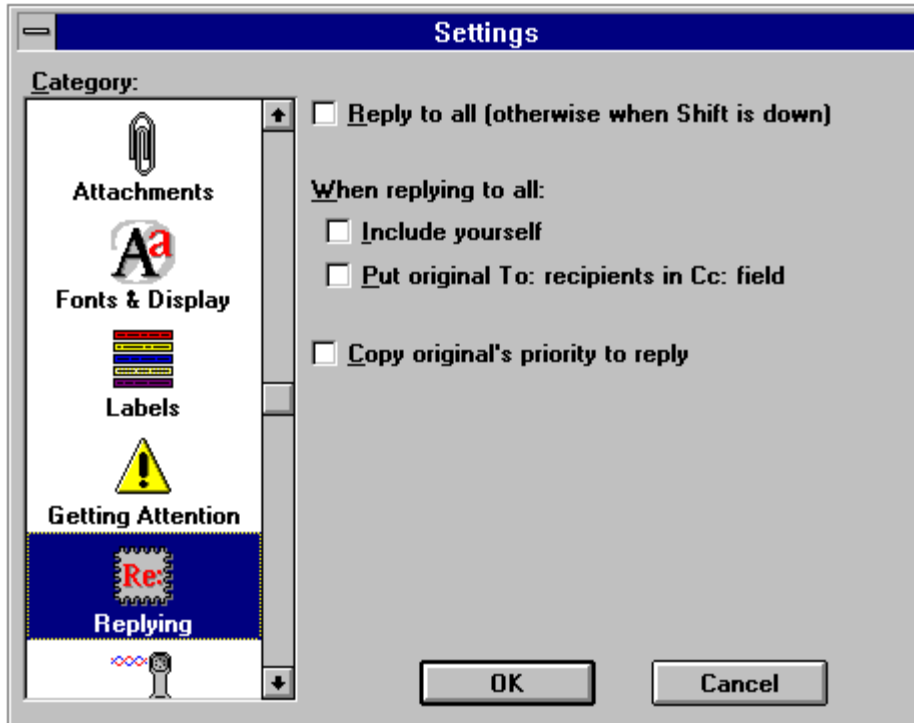 Settings
Category:
Attachments
Aa
Fonts & Display
Labels
Getting Attention
Re:
Replying
Reply to all (otherwise when Shift is down)
When replying to all:
Include yourself
Put original To: recipients in Cc: field
Copy original's priority to reply
OK
Cancel